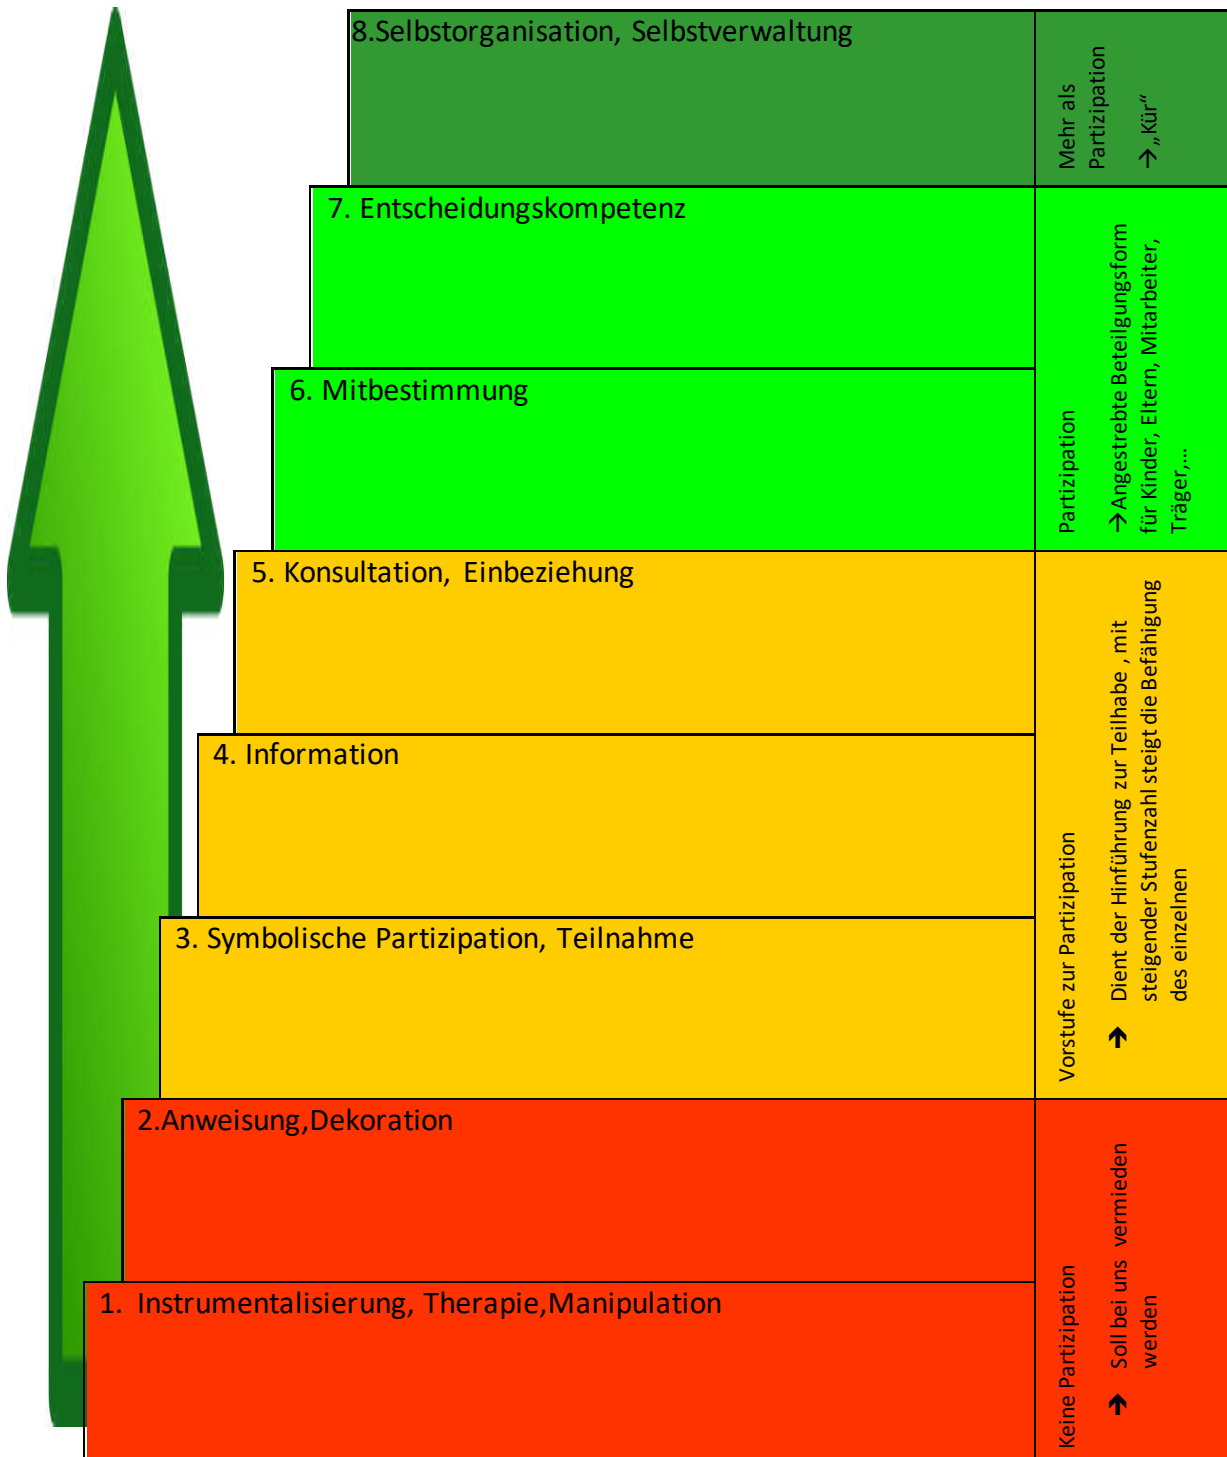 8.Selbstorganisation, Selbstverwaltung
Mehr als
Partizipation
→„Kür“
7. Entscheidungskompetenz
6. Mitbestimmung
Partizipation
→Angestrebte Beteilgungsform
für Kinder, Eltern, Mitarbeiter,
Träger,...
5. Konsultation, Einbeziehung
4. Information
3. Symbolische Partizipation, Teilnahme
Vorstufe zur Partizipation
→ Dient der Hinführung zur Teilhabe , mit
steigender Stufenzahl steigt die Befähigung
des einzelnen
2.Anweisung,Dekoration
1. Instrumentalisierung, Therapie,Manipulation
Keine Partizipation
→ Soll bei uns vermieden
werden